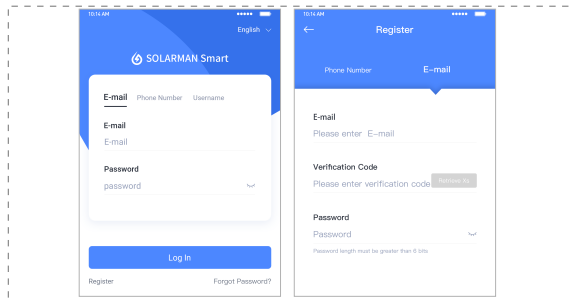 10:14 AM
English
SOLARMAN Smart
E-mail Phone Number Username
E-mail
E-mail
Password
password
Log In
Register Forgot Password?
10:14 AM
Register
Phone Number E-mail
E-mail
Please enter E-mail
Verification Code
Please enter verification code
Password
Password
Password length must be greater than 6 bits